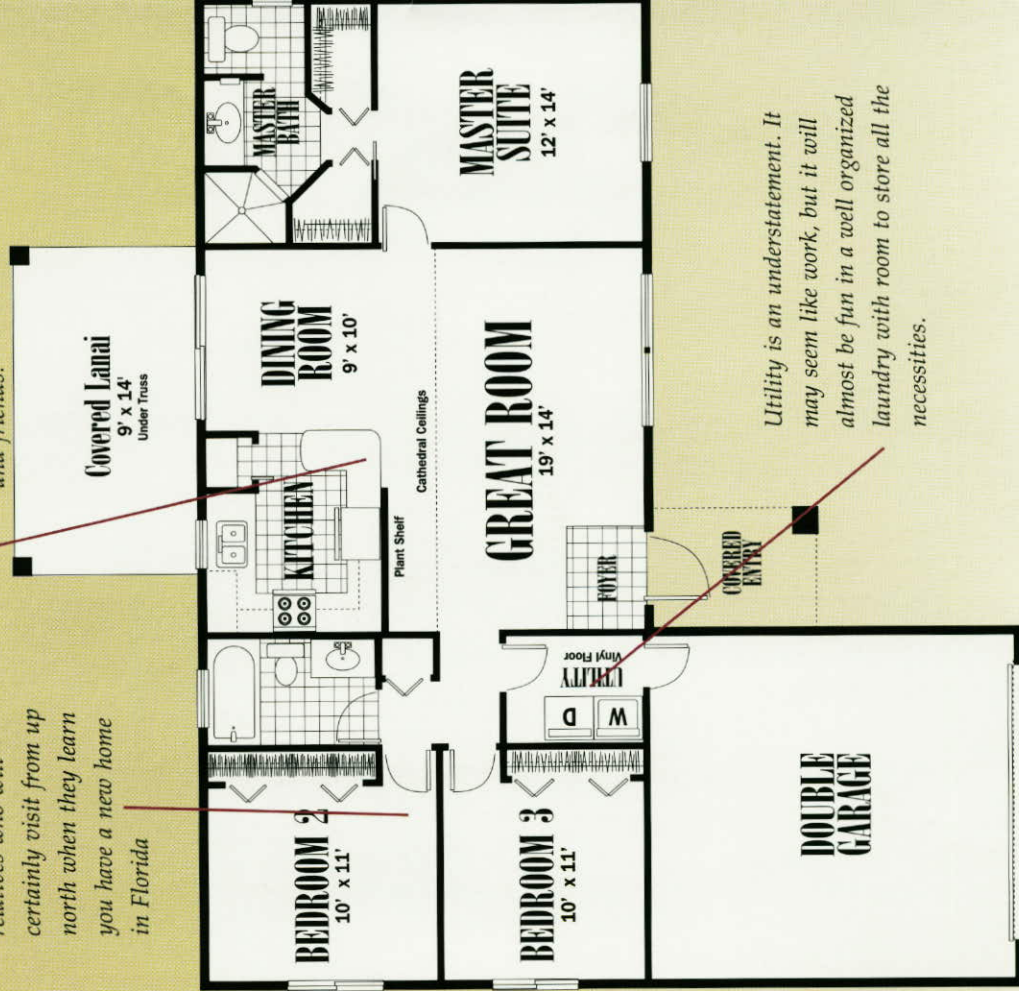 and friends.
relatives who will
certainly visit from up
north when they learn
you have a new home
in Florida
Covered Lanai
9' x 14'
Under Truss
MASTER
BATH
MASTER
SUITE
12' x 14'
DINING
ROOM
9' x 10'
KITCHEN
Plant Shelf
Cathedral Ceilings
GREAT ROOM
19' x 14'
FOYER
COVERED
ENTRY
UTILITY
Vinyl Floor
D
W
BEDROOM 2
10' x 11'
BEDROOM 3
10' x 11'
DOUBLE
GARAGE
Utility is an understatement. It
may seem like work, but it will
almost be fun in a well organized
laundry with room to store all the
necessities.